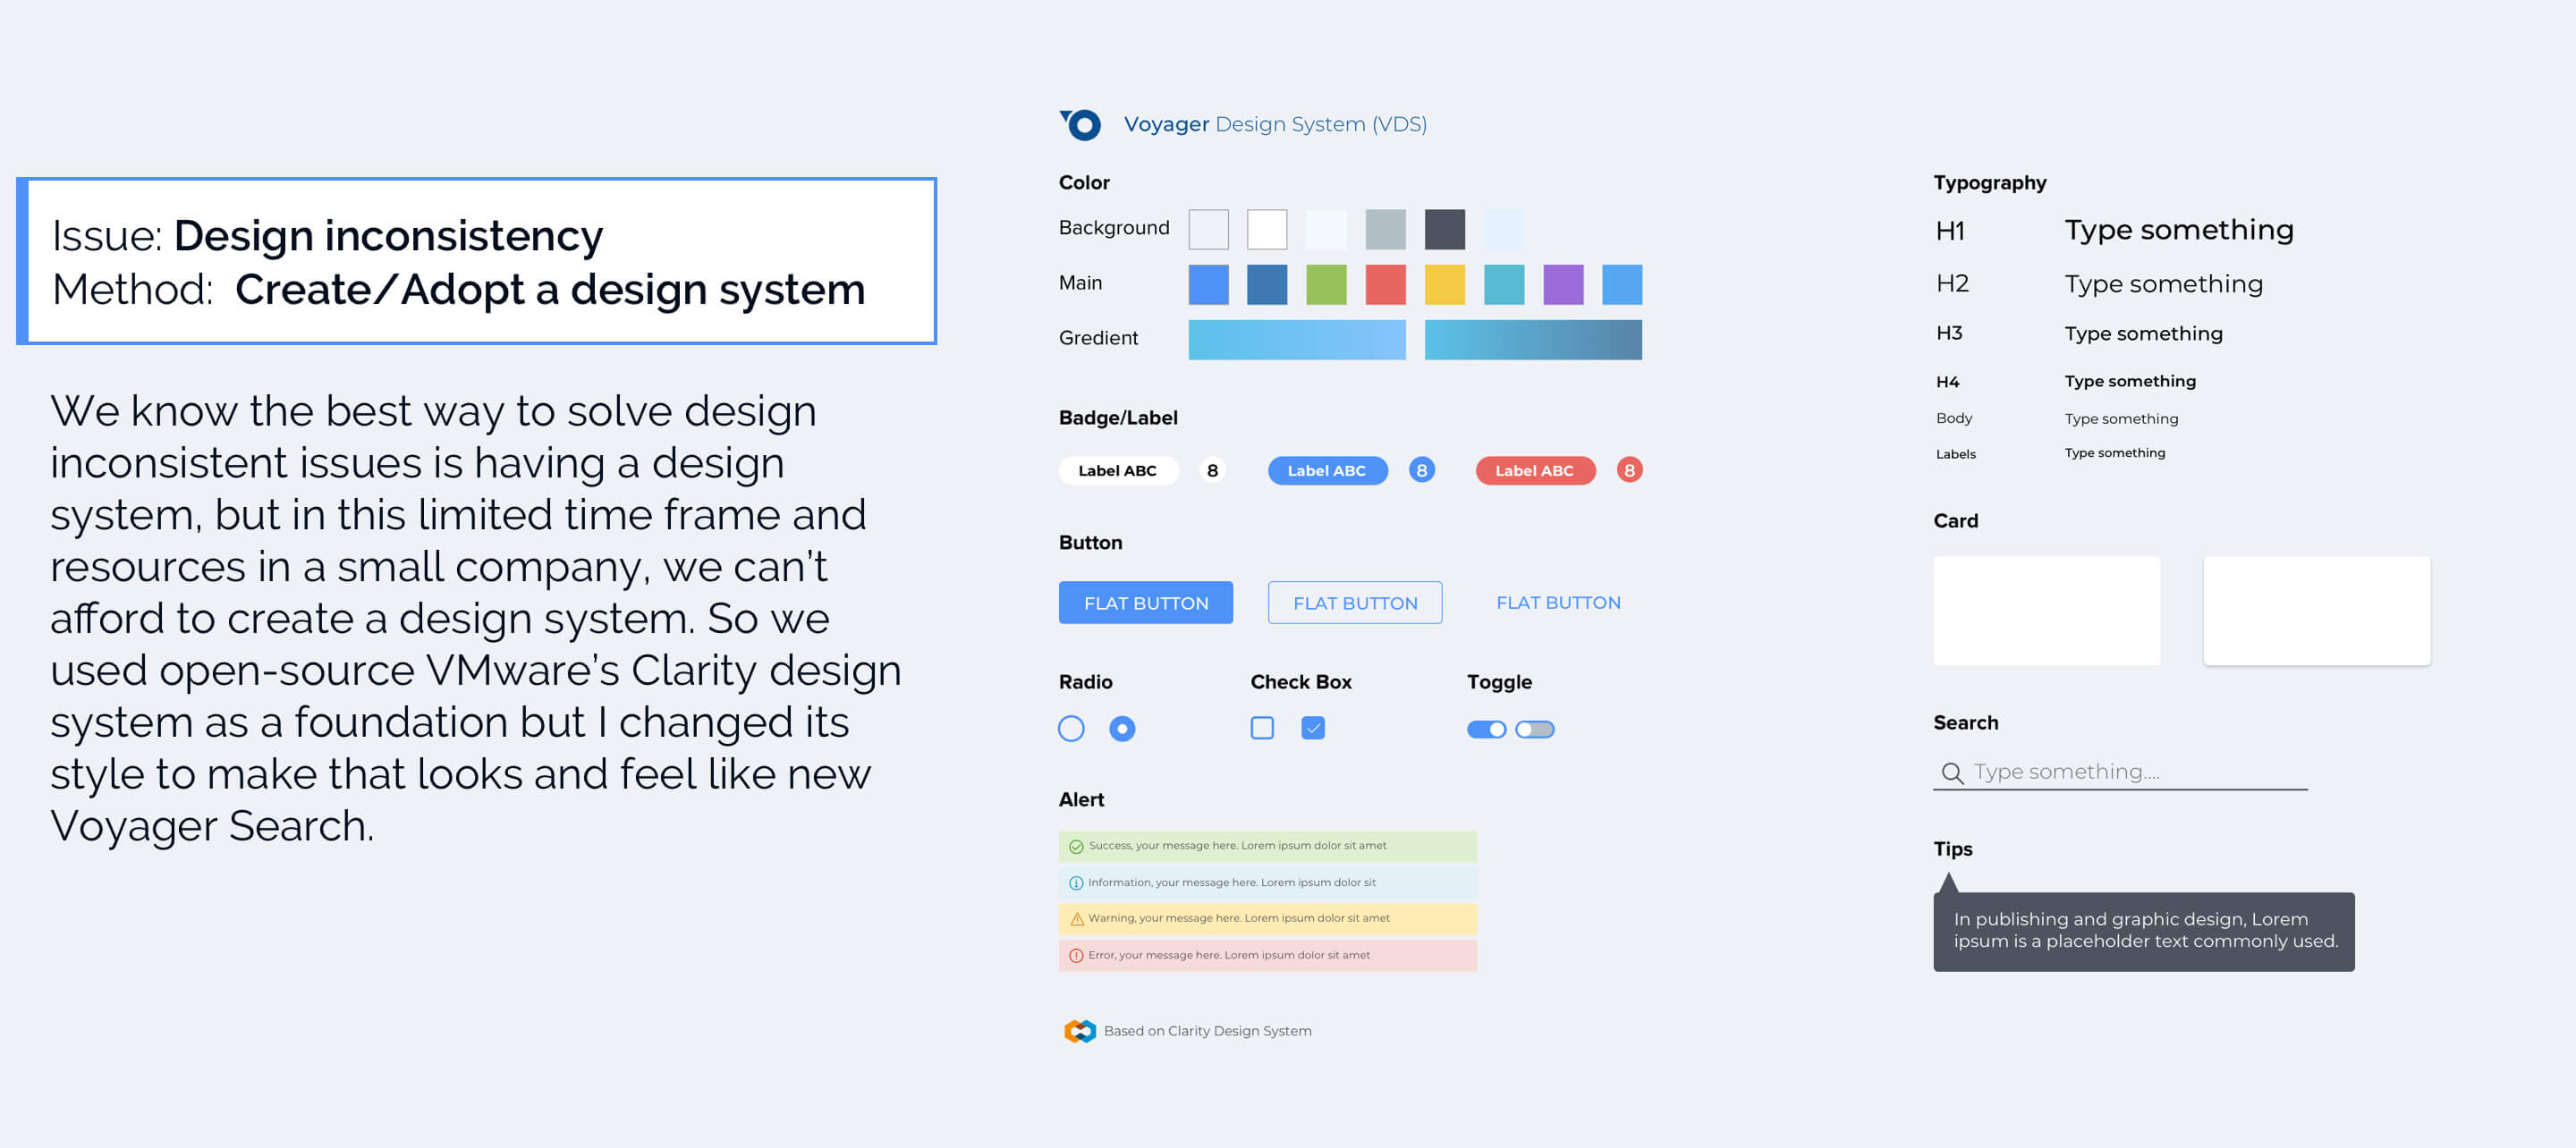 Issue: Design inconsistency
Method: Create/Adopt a design system
We know the best way to solve design
inconsistent issues is having a design
system, but in this limited time frame and
resources in a small company, we can't
afford to create a design system. So we
used open-source VMware's Clarity design
system as a foundation but I changed its
style to make that looks and feel like new
Voyager Search.
Voyager Design System (VDS)
Color
Background
Main
Gredient
Badge/Label
Label ABC 8 Label ABC 8 Label ABC 8
Button
FLAT BUTTON FLAT BUTTON FLAT BUTTON
Radio Check Box Toggle
Alert
Success, your message here. Lorem ipsum dolor sit amet
Information, your message here. Lorem ipsum dolor sit
Warning, your message here. Lorem ipsum dolor sit amet
Error, your message here. Lorem ipsum dolor sit amet
Based on Clarity Design System
Typography
H1 Type something
H2 Type something
H3 Type something
H4 Type something
Body Type something
Labels Type something
Card
Search
Type something....
Tips
In publishing and graphic design, Lorem
ipsum is a placeholder text commonly used.